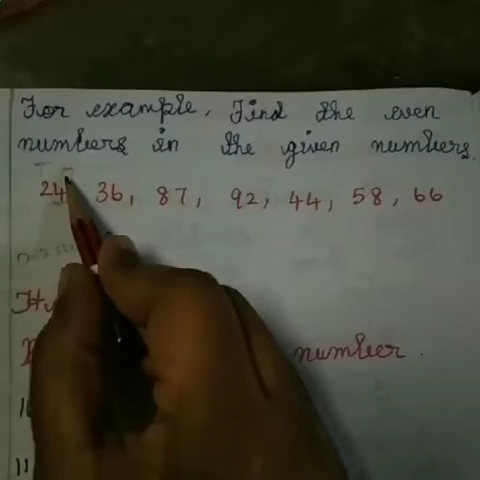 For example, Find the even
numbers in the given numbers.
24 36, 87, 92, 44, 58, 66
number.